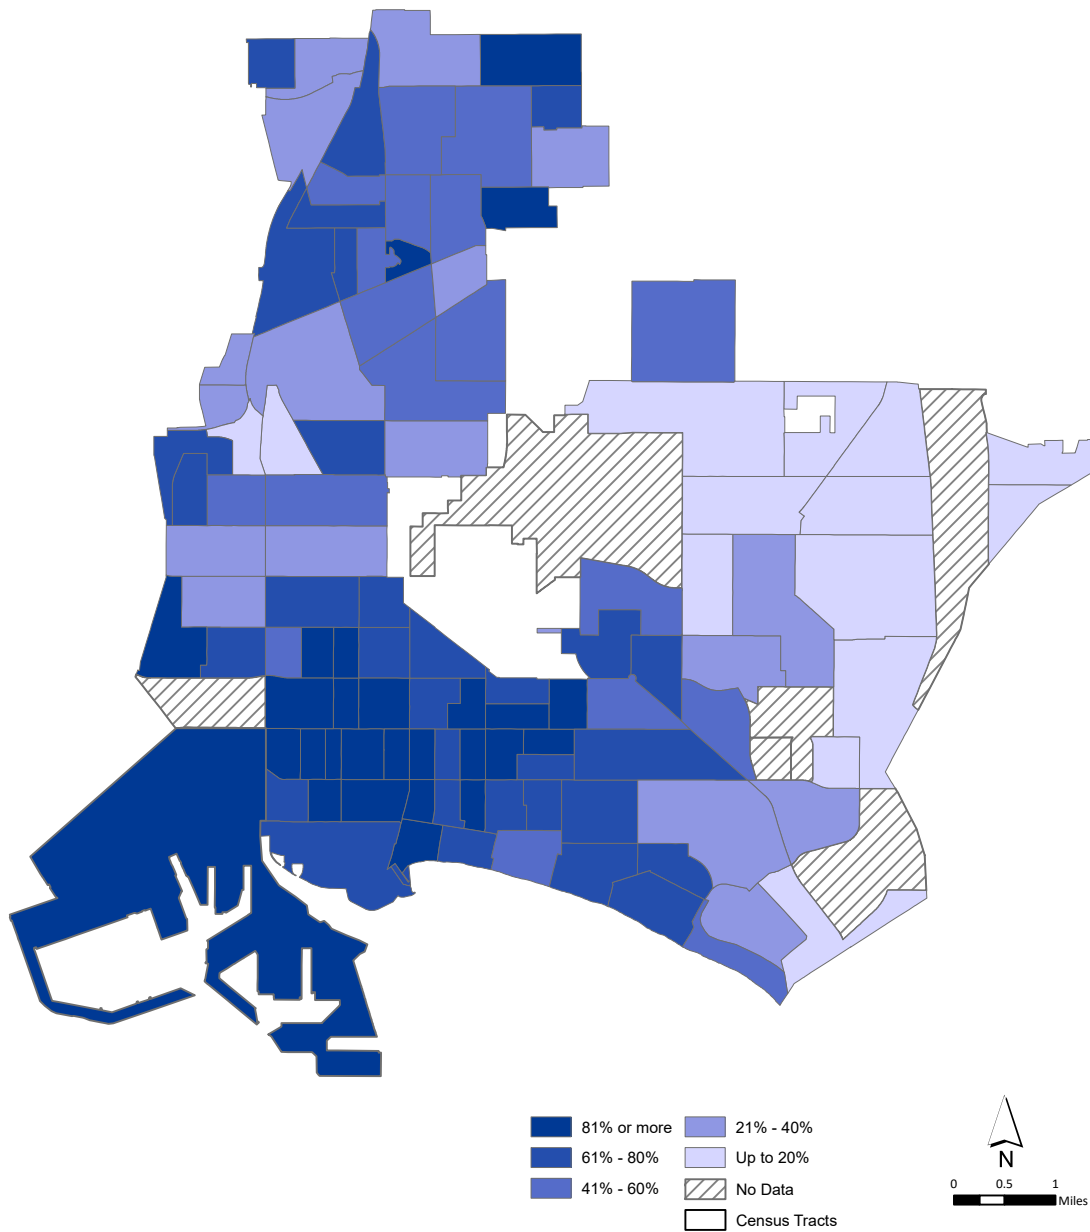 81% or more
61% - 80%
41% - 60%
21% - 40%
Up to 20%
No Data
Census Tracts
N
0 0.5 1
Miles